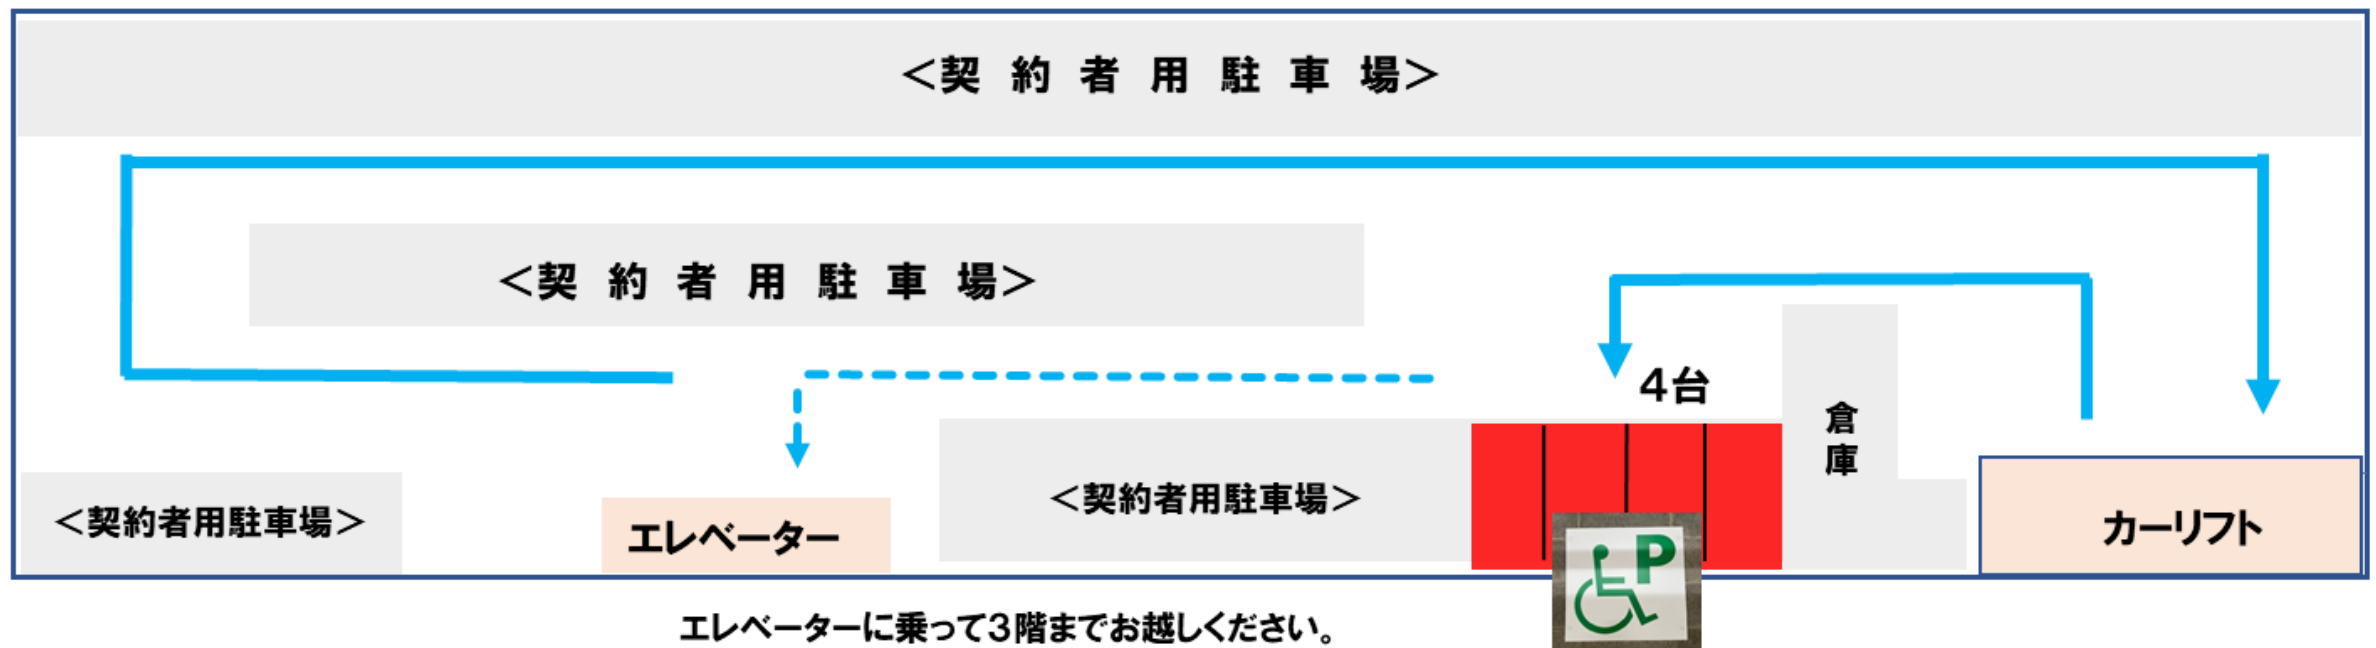 ＜契 約 者 用 駐 車 場＞
＜契 約 者 用 駐 車 場＞
4台
倉庫
＜契約者用駐車場＞
エレベーター
＜契約者用駐車場＞
カーリフト
P
エレベーターに乗って3階までお越しください。